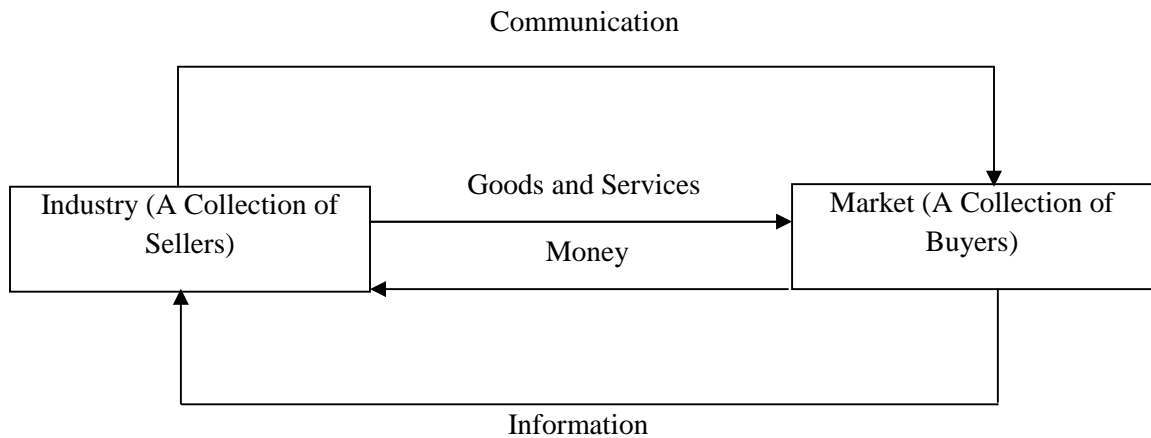 Communication
Goods and Services
Industry (A Collection of
Sellers)
Market (A Collection of
Buyers)
Money
Information